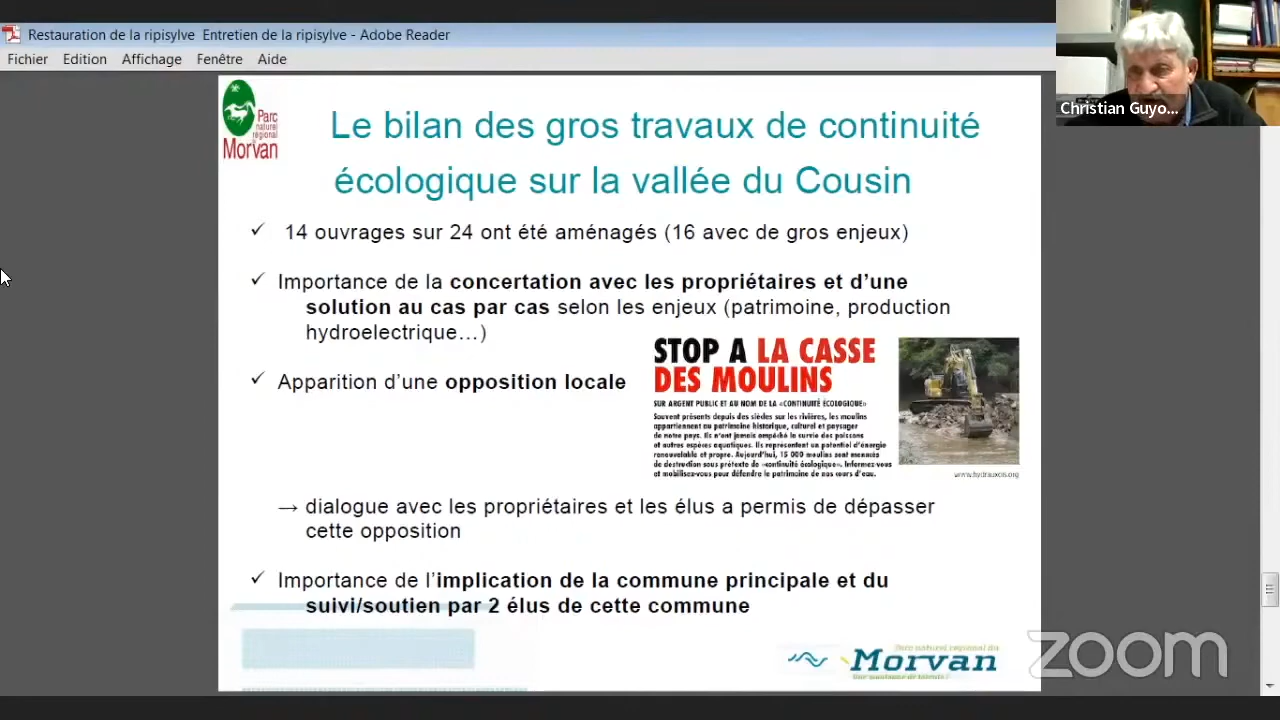 Restauration de la ripisylve  Entretien de la ripisylve - Adobe Reader
Fichier Edition Affichage Fenêtre Aide
Christian Guyo...
Parc
naturel
régional
Morvan
Le bilan des gros travaux de continuité
écologique sur la vallée du Cousin
✓ 14 ouvrages sur 24 ont été aménagés (16 avec de gros enjeux)
✓ Importance de la concertation avec les propriétaires et d’une
solution au cas par cas selon les enjeux (patrimoine, production
hydroelectrique…)
✓ Apparition d’une opposition locale
STOP A LA CASSE
DES MOULINS
SUR ARGENT PUBLIC ET AU NOM DE LA «CONTINUITÉ ÉCOLOGIQUE»
Souvent présents depuis des siècles sur les rivières, les moulins
appartiennent au patrimoine historique, culturel et paysager
de notre pays. Ils n'ont jamais empêché la survie des poissons
et autres espèces aquatiques. Ils représentent un potentiel d'énergie
renouvelable et propre. Aujourd'hui, 15 000 moulins sont menacés
de destruction sous prétexte de «continuité écologique». Informez-vous
et mobilisez-vous pour défendre le patrimoine de nos cours d'eau.
www.hydrauxois.org
→ dialogue avec les propriétaires et les élus a permis de dépasser
cette opposition
✓ Importance de l’implication de la commune principale et du
suivi/soutien par 2 élus de cette commune
Parc naturel régional du
Morvan
zoom